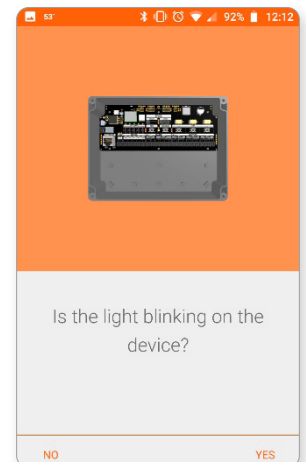 53°
92% 12:12
Is the light blinking on the
device?
NO YES